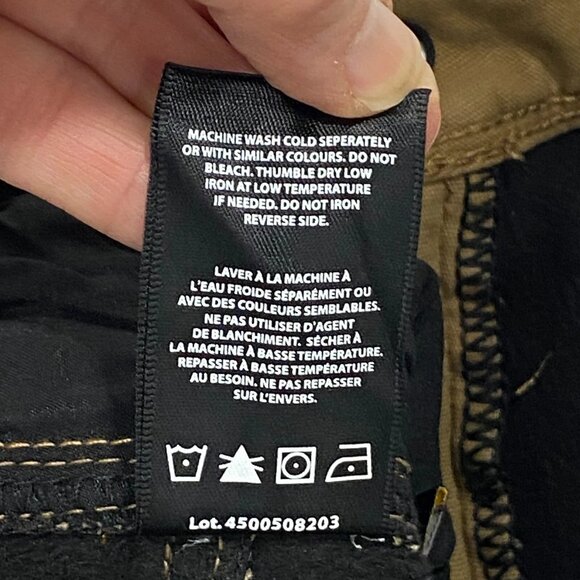 MACHINE WASH COLD SEPERATELY
OR WITH SIMILAR COLOURS. DO NOT
BLEACH. THUMBLE DRY LOW
IRON AT LOW TEMPERATURE
IF NEEDED. DO NOT IRON
REVERSE SIDE.
LAVER À LA MACHINE À
L'EAU FROIDE SÉPARÉMENT OU
AVEC DES COULEURS SEMBLABLES.
NE PAS UTILISER D'AGENT
DE BLANCHIMENT. SÉCHER À
LA MACHINE À BASSE TEMPÉRATURE.
REPASSER À BASSE TEMPÉRATURE
AU BESOIN. NE PAS REPASSER
SUR L'ENVERS.
Lot. 4500508203